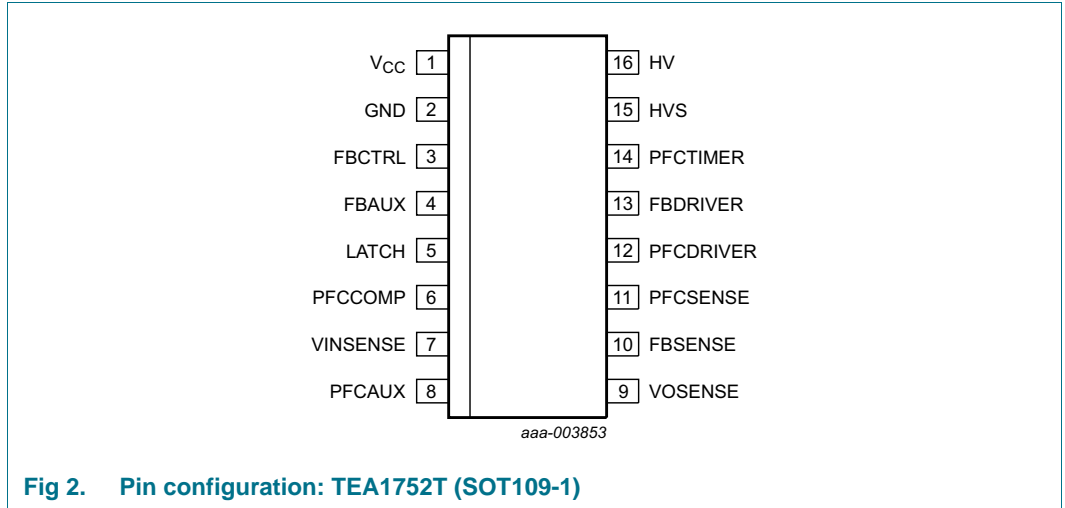 VCC 1 16 HV
GND 2 15 HVS
FBCTRL 3 14 PFCTIMER
FBAUX 4 13 FBDRIVER
LATCH 5 12 PFCDRIVER
PFCCOMP 6 11 PFCSENSE
VINSENSE 7 10 FBSENSE
PFCAUX 8 9 VOSENSE
aaa-003853
Fig 2. Pin configuration: TEA1752T (SOT109-1)